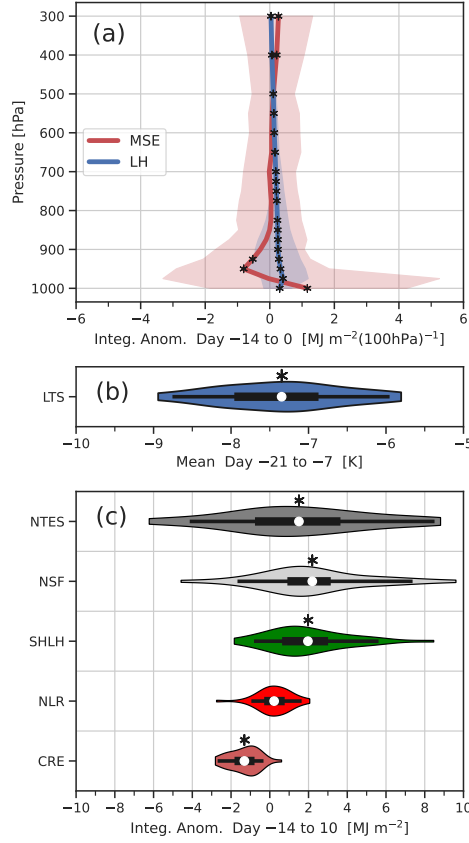 300
400
500
600
700
800
900
1000
Pressure [hPa]
(a)
MSE
LH
−6 −4 −2 0 2 4 6
Integ. Anom. Day −14 to 0 [MJ m⁻²(100hPa)⁻¹]
(b)
*
LTS
−10 −9 −8 −7 −6 −5
Mean Day −21 to −7 [K]
(c)
*
NTES
*
NSF
*
SHLH
NLR
*
CRE
−10 −8 −6 −4 −2 0 2 4 6 8 10
Integ. Anom. Day −14 to 10 [MJ m⁻²]